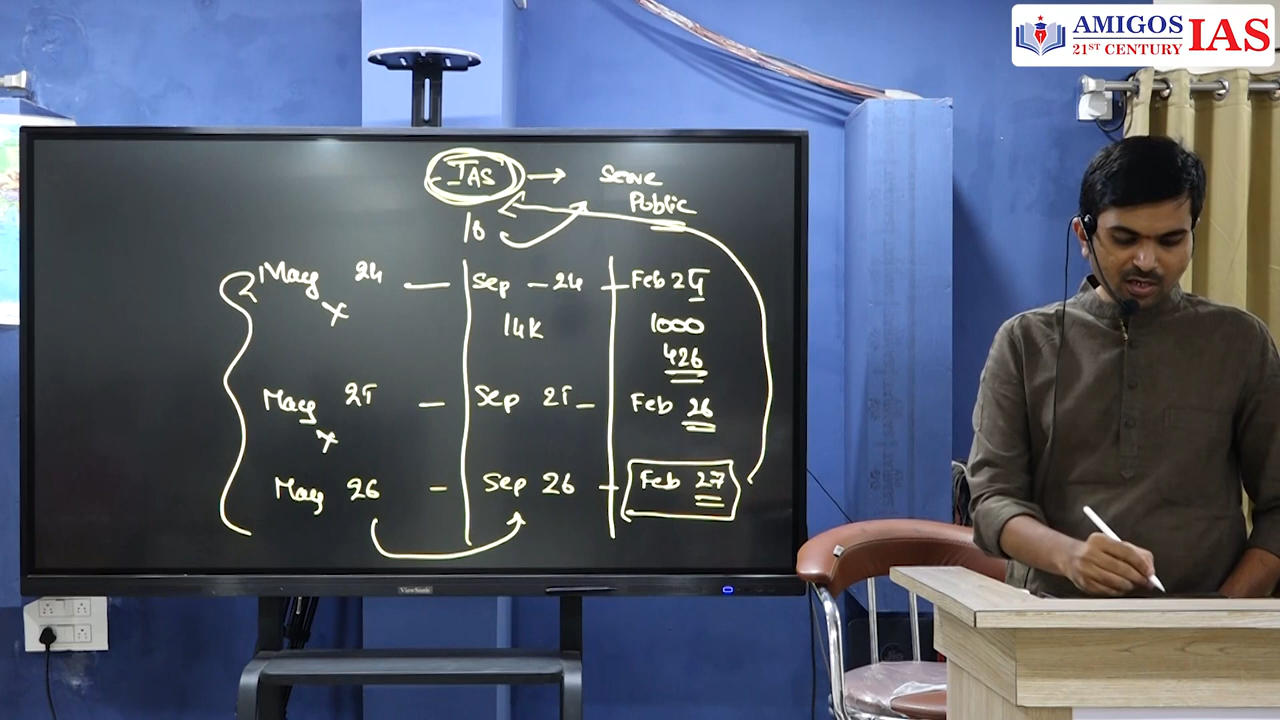 AMIGOS IAS
21ST CENTURY
IAS → Serve
Public
18
May 24 — Sep - 24 - Feb 25
x
14K 1000
426
May 25 — Sep 25 - Feb 26
x
May 26 - Sep 26 - Feb 27
ViewSonic